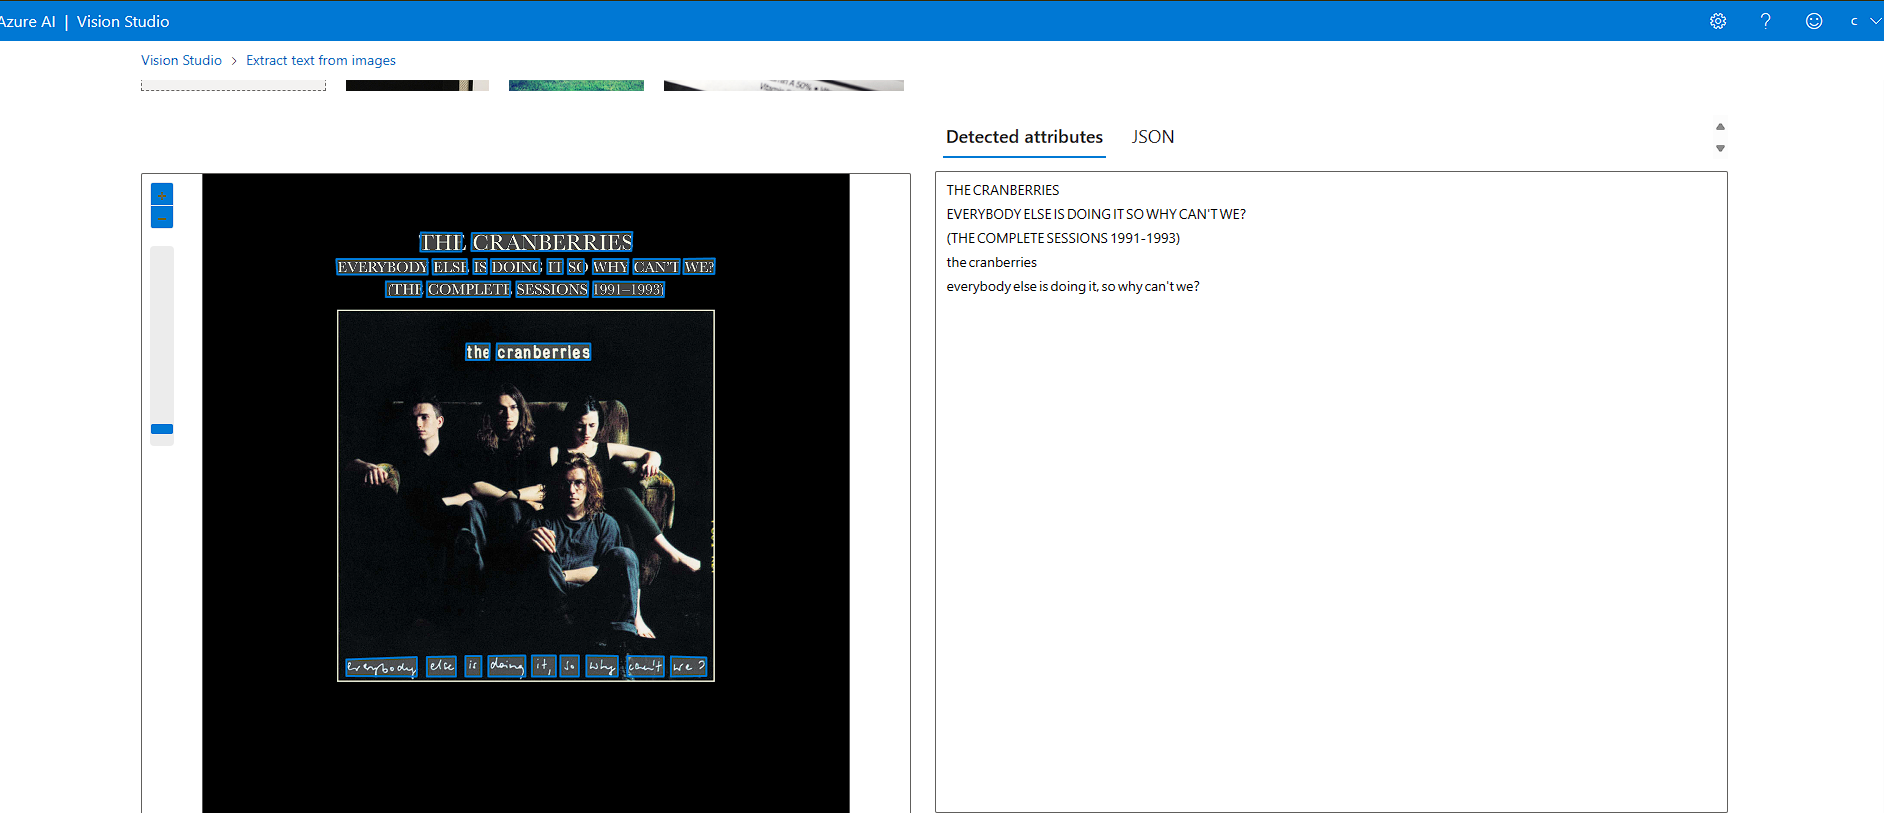 Azure AI | Vision Studio
Vision Studio > Extract text from images
Detected attributes JSON
THE CRANBERRIES
EVERYBODY ELSE IS DOING IT SO WHY CAN'T WE?
(THE COMPLETE SESSIONS 1991–1993)
the cranberries
everybody else is doing it, so why can't we?
THE CRANBERRIES
EVERYBODY ELSE IS DOING IT SO WHY CAN'T WE?
(THE COMPLETE SESSIONS 1991-1993)
the cranberries
everybody else is doing it, so why can't we?